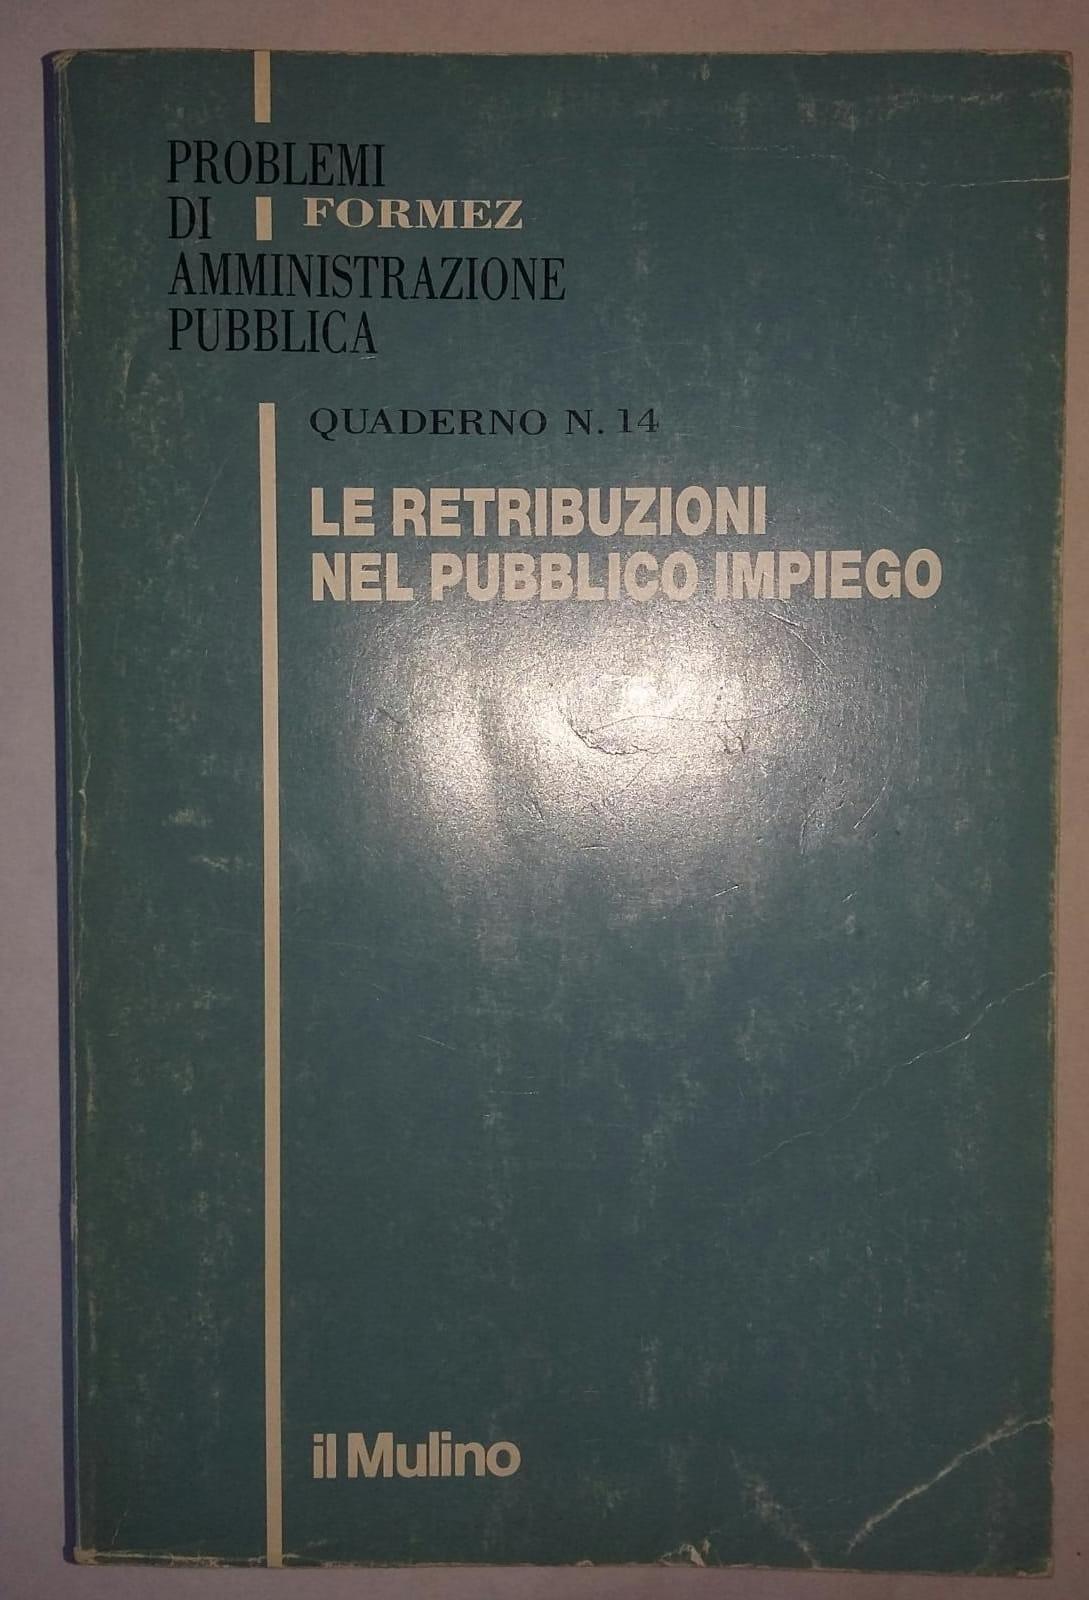 PROBLEMI
DI FORMEZ
AMMINISTRAZIONE
PUBBLICA
QUADERNO N. 14
LE RETRIBUZIONI
NEL PUBBLICO IMPIEGO
il Mulino